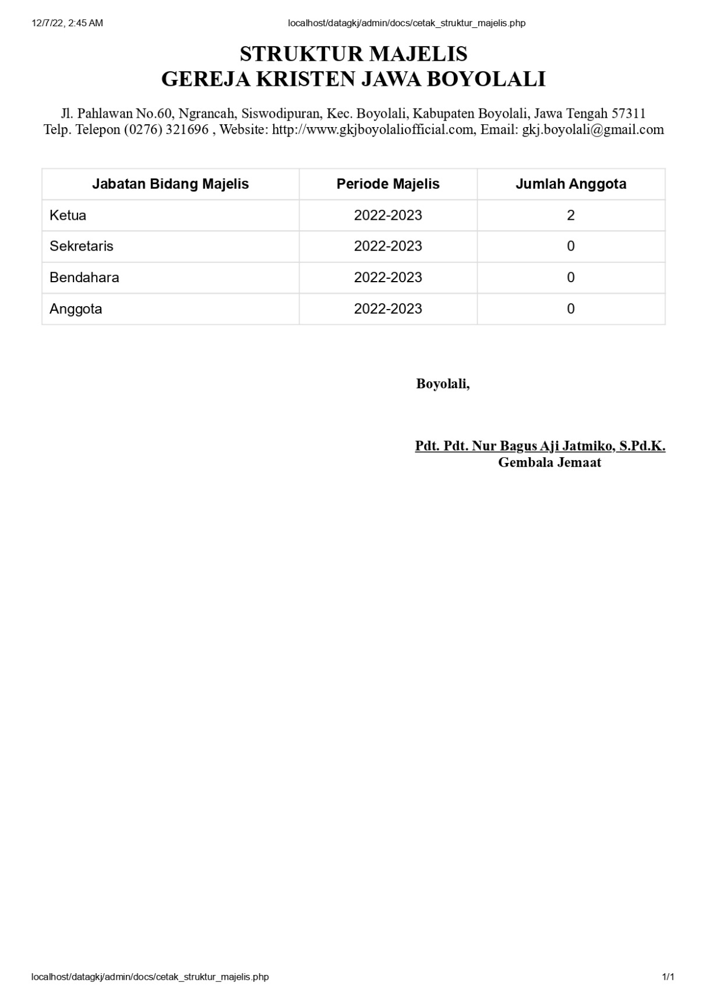 12/7/22, 2:45 AM localhost/datagkj/admin/docs/cetak_struktur_majelis.php
STRUKTUR MAJELIS
GEREJA KRISTEN JAWA BOYOLALI
Jl. Pahlawan No.60, Ngrancah, Siswodipuran, Kec. Boyolali, Kabupaten Boyolali, Jawa Tengah 57311
Telp. Telepon (0276) 321696 , Website: http://www.gkjboyolaliofficial.com, Email: gkj.boyolali@gmail.com
Jabatan Bidang Majelis Periode Majelis Jumlah Anggota
Ketua 2022-2023 2
Sekretaris 2022-2023 0
Bendahara 2022-2023 0
Anggota 2022-2023 0
Boyolali,
Pdt. Pdt. Nur Bagus Aji Jatmiko, S.Pd.K.
Gembala Jemaat
localhost/datagkj/admin/docs/cetak_struktur_majelis.php 1/1